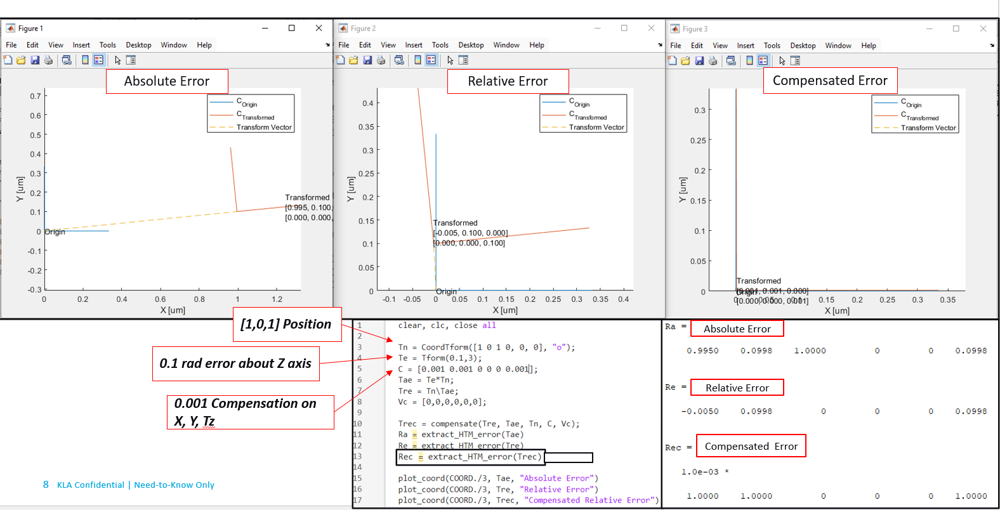 Figure 1
File Edit View Insert Tools Desktop Window Help
Absolute Error
C Origin
C Transformed
Transform Vector
0.7
0.6
0.5
0.4
0.3
0.2
0.1
0
-0.1
-0.2
-0.3
Y [um]
Transformed
[0.995, 0.100,
[0.000, 0.000,
Origin
0 0.2 0.4 0.6 0.8 1 1.2
X [um]
Figure 2
File Edit View Insert Tools Desktop Window Help
Relative Error
C Origin
C Transformed
Transform Vector
0.4
0.35
0.3
0.25
0.2
0.15
0.1
0.05
0
Y [um]
Transformed
[-0.005, 0.100, 0.000]
[0.000, 0.000, 0.100]
Origin
-0.1 -0.05 0 0.05 0.1 0.15 0.2 0.25 0.3 0.35 0.4
X [um]
Figure 3
File Edit View Insert Tools Desktop Window Help
Compensated Error
C Origin
C Transformed
Transform Vector
0.3
0.25
0.2
0.15
0.1
0.05
0
Y [um]
Transformed
[0.001, 0.001, 0.000]
Origin
[0.000, 0.000, 0.001]
0 0.05 0.1 0.15 0.2 0.25 0.3 0.35
X [um]
[1,0,1] Position
0.1 rad error about Z axis
0.001 Compensation on
X, Y, Tz
1 clear, clc, close all
2
3 Tn = CoordTform([1 0 1 0, 0, 0], "o");
4 Te = Tform(0.1,3);
5 C = [0.001 0.001 0 0 0 0.001];
6 Tae = Te*Tn;
7 Tre = Tn\Tae;
8 Vc = [0,0,0,0,0,0];
9
10 Trec = compensate(Tre, Tae, Tn, C, Vc);
11 Ra = extract_HTM_error(Tae)
12 Re = extract_HTM_error(Tre)
13 Rec = extract_HTM_error(Trec)
14
15 plot_coord(COORD./3, Tae, "Absolute Error")
16 plot_coord(COORD./3, Tre, "Relative Error")
17 plot_coord(COORD./3, Trec, "Compensated Relative Error")
Ra = Absolute Error
0.9950 0.0998 1.0000 0 0 0.0998
Re = Relative Error
-0.0050 0.0998 0 0 0 0.0998
Rec = Compensated Error
1.0e-03 *
1.0000 1.0000 0 0 0 1.0000
8 KLA Confidential | Need-to-Know Only